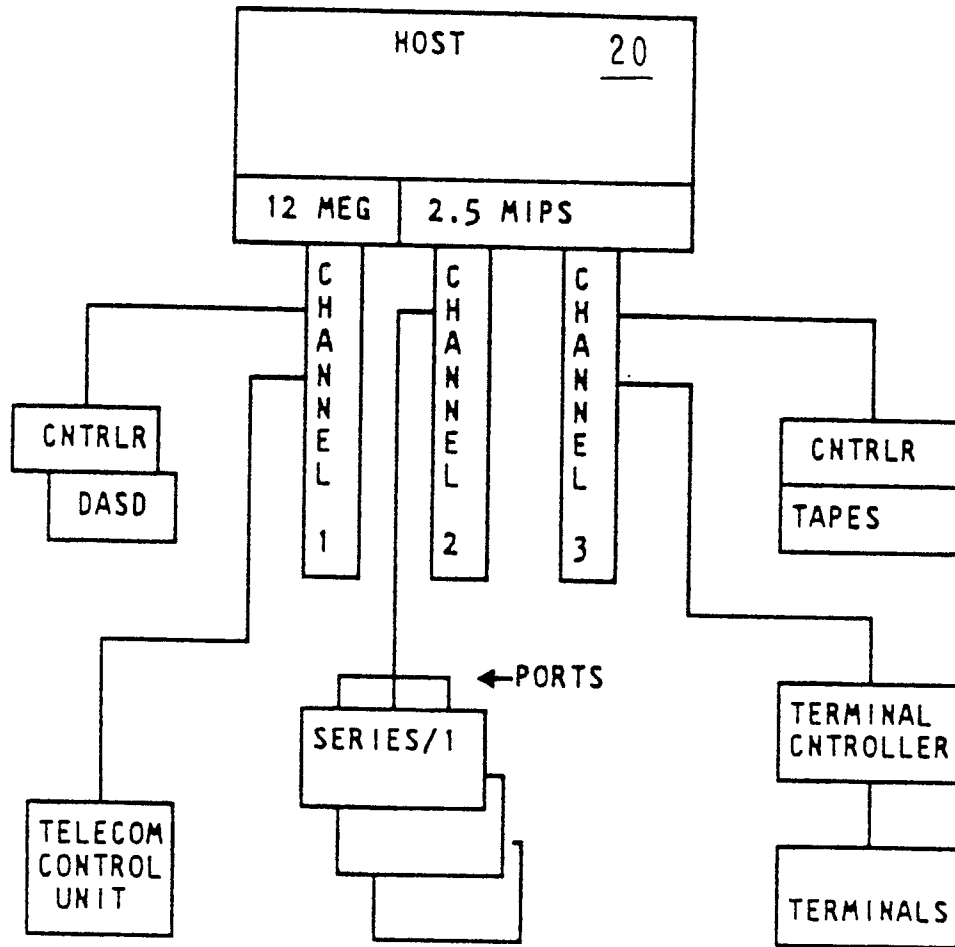 HOST 20
12 MEG 2.5 MIPS
CHANNEL 1
CHANNEL 2
CHANNEL 3
CNTRLR
DASD
CNTRLR
TAPES
←PORTS
SERIES/1
TERMINAL
CNTROLLER
TELECOM
CONTROL
UNIT
TERMINALS